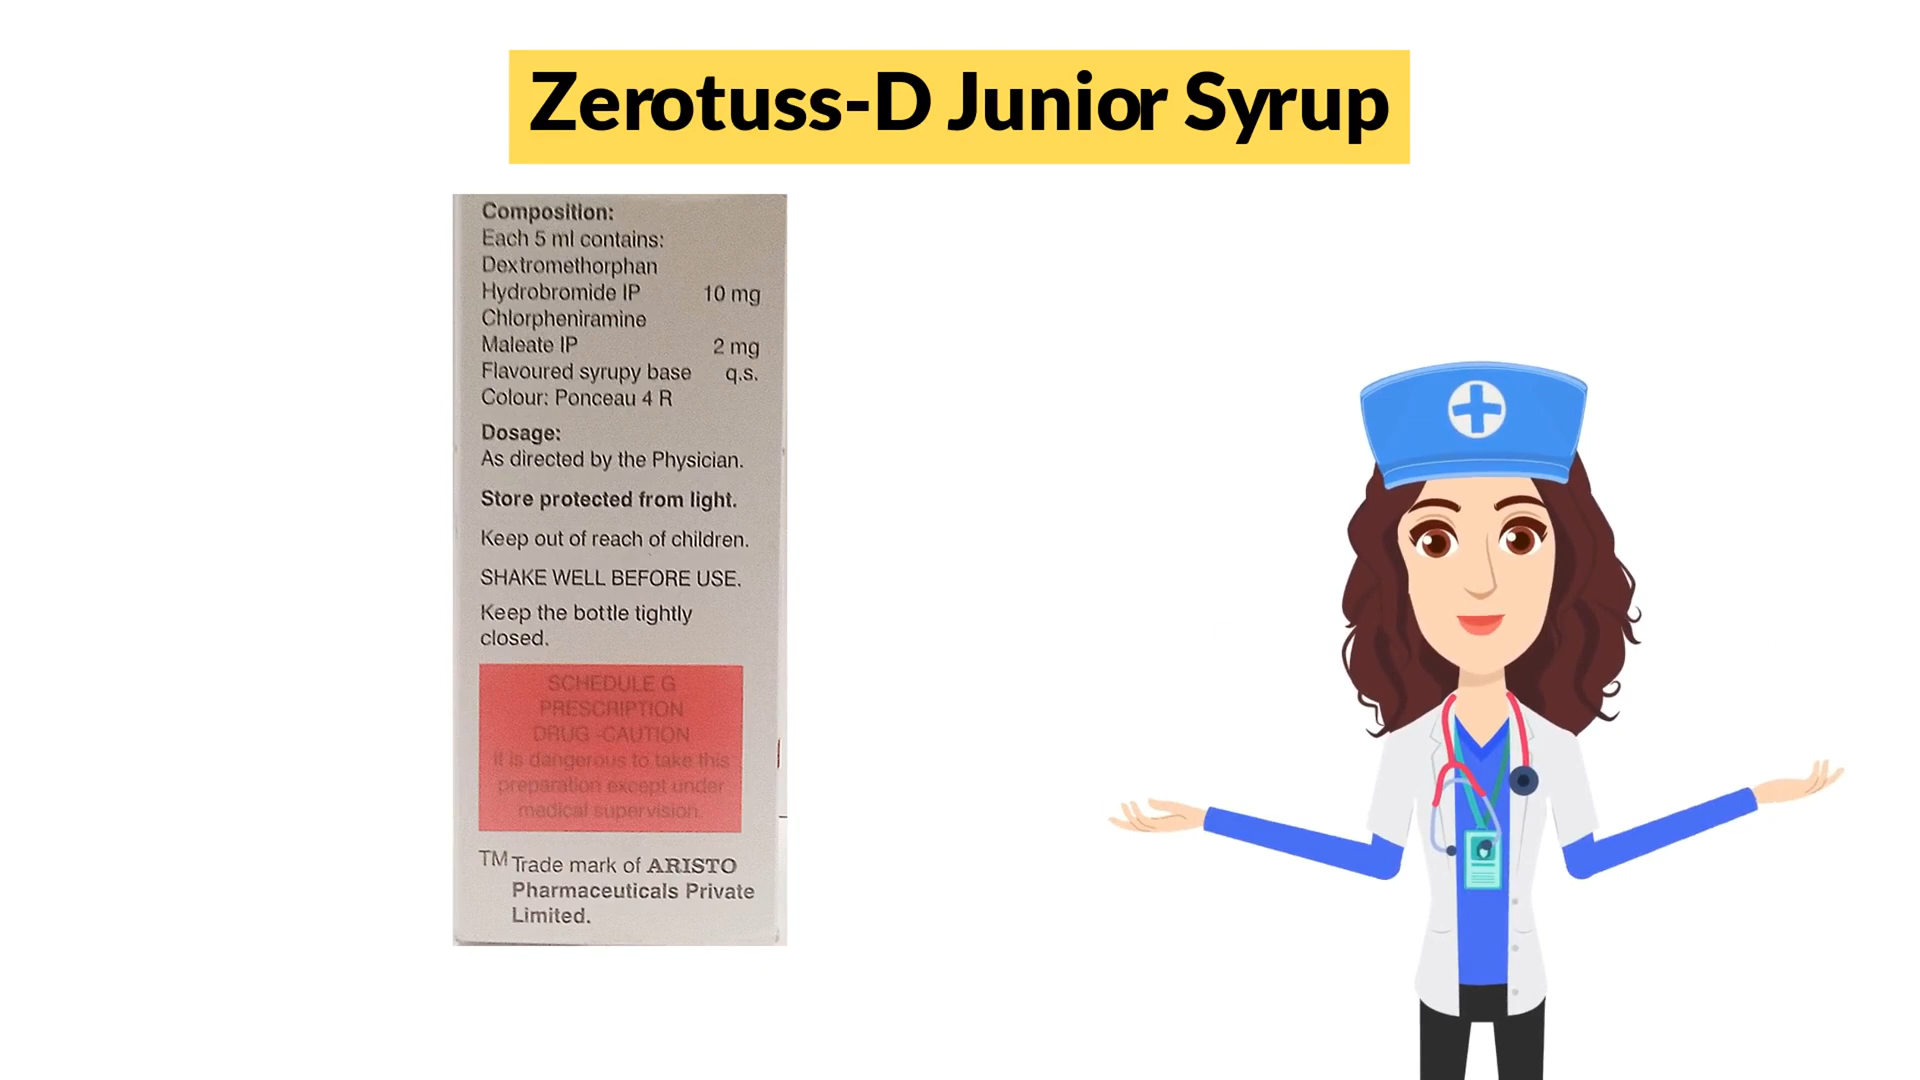 Zerotuss-D Junior Syrup
Composition:
Each 5 ml contains:
Dextromethorphan
Hydrobromide IP 10 mg
Chlorpheniramine
Maleate IP 2 mg
Flavoured syrupy base q.s.
Colour: Ponceau 4 R
Dosage:
As directed by the Physician.
Store protected from light.
Keep out of reach of children.
SHAKE WELL BEFORE USE.
Keep the bottle tightly
closed.
SCHEDULE G
PRESCRIPTION
DRUG -CAUTION
It is dangerous to take this
preparation except under
medical supervision.
TM Trade mark of ARISTO
Pharmaceuticals Private
Limited.